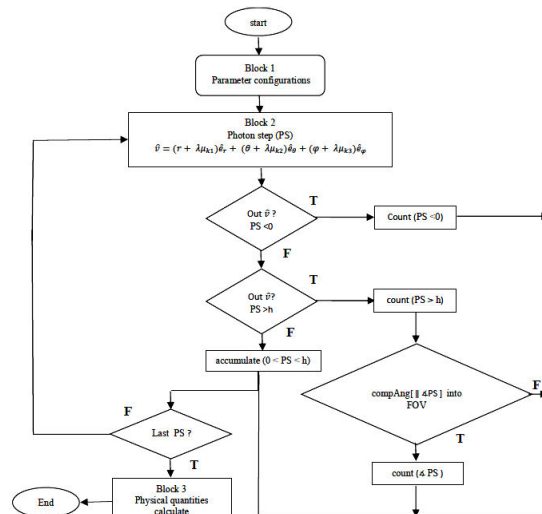 start
Block 1
Parameter configurations
Block 2
Photon step (PS)
v̂ = (r + λμk1)êr + (θ + λμk2)êθ + (φ + λμk3)êφ
T
Out v̂ ?
PS <0
Count (PS <0)
F
T
Out v̂?
PS >h
count (PS > h)
F
accumulate (0 < PS < h)
compAng[ ∥ ∡PS ] into
FOV
F
F
Last PS ?
T
T
count (∡ PS )
Block 3
Physical quantities
calculate
End